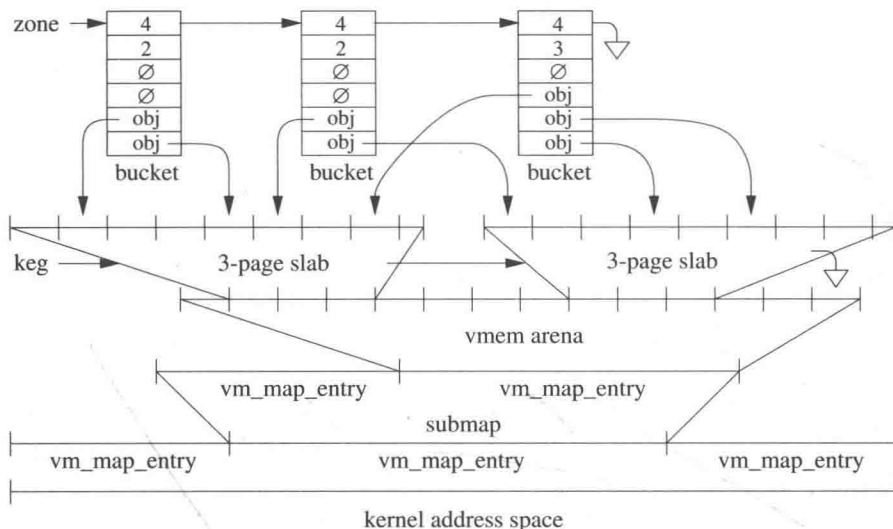 zone
4
4
4
2
2
3
∅
∅
∅
∅
∅
obj
obj
obj
obj
obj
obj
obj
bucket
bucket
bucket
keg
3-page slab
3-page slab
vmem arena
vm_map_entry
vm_map_entry
submap
vm_map_entry
vm_map_entry
vm_map_entry
kernel address space